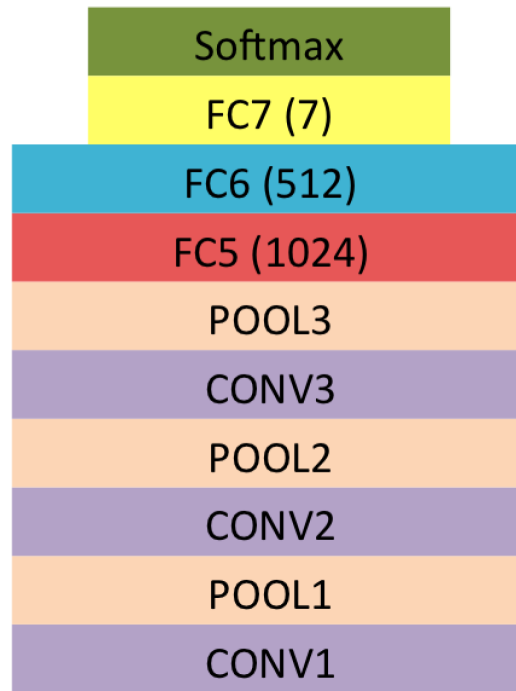 Softmax
FC7 (7)
FC6 (512)
FC5 (1024)
POOL3
CONV3
POOL2
CONV2
POOL1
CONV1